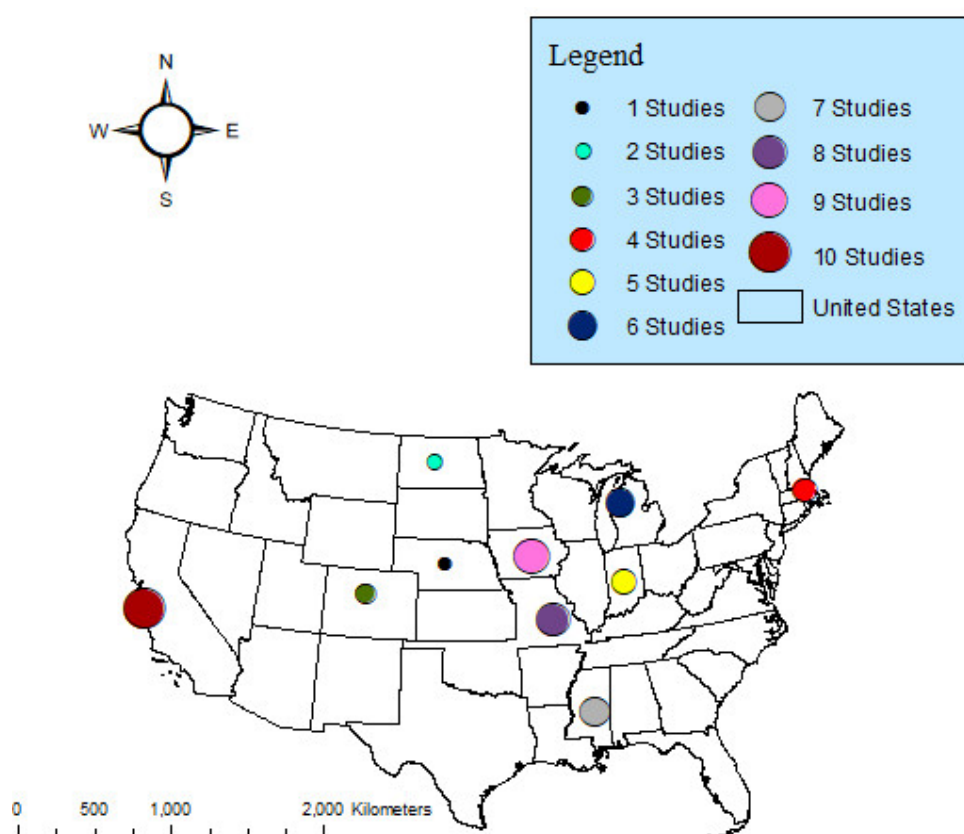 N
W E
S
Legend
1 Studies
2 Studies
3 Studies
4 Studies
5 Studies
6 Studies
7 Studies
8 Studies
9 Studies
10 Studies
United States
0 500 1,000 2,000 Kilometers